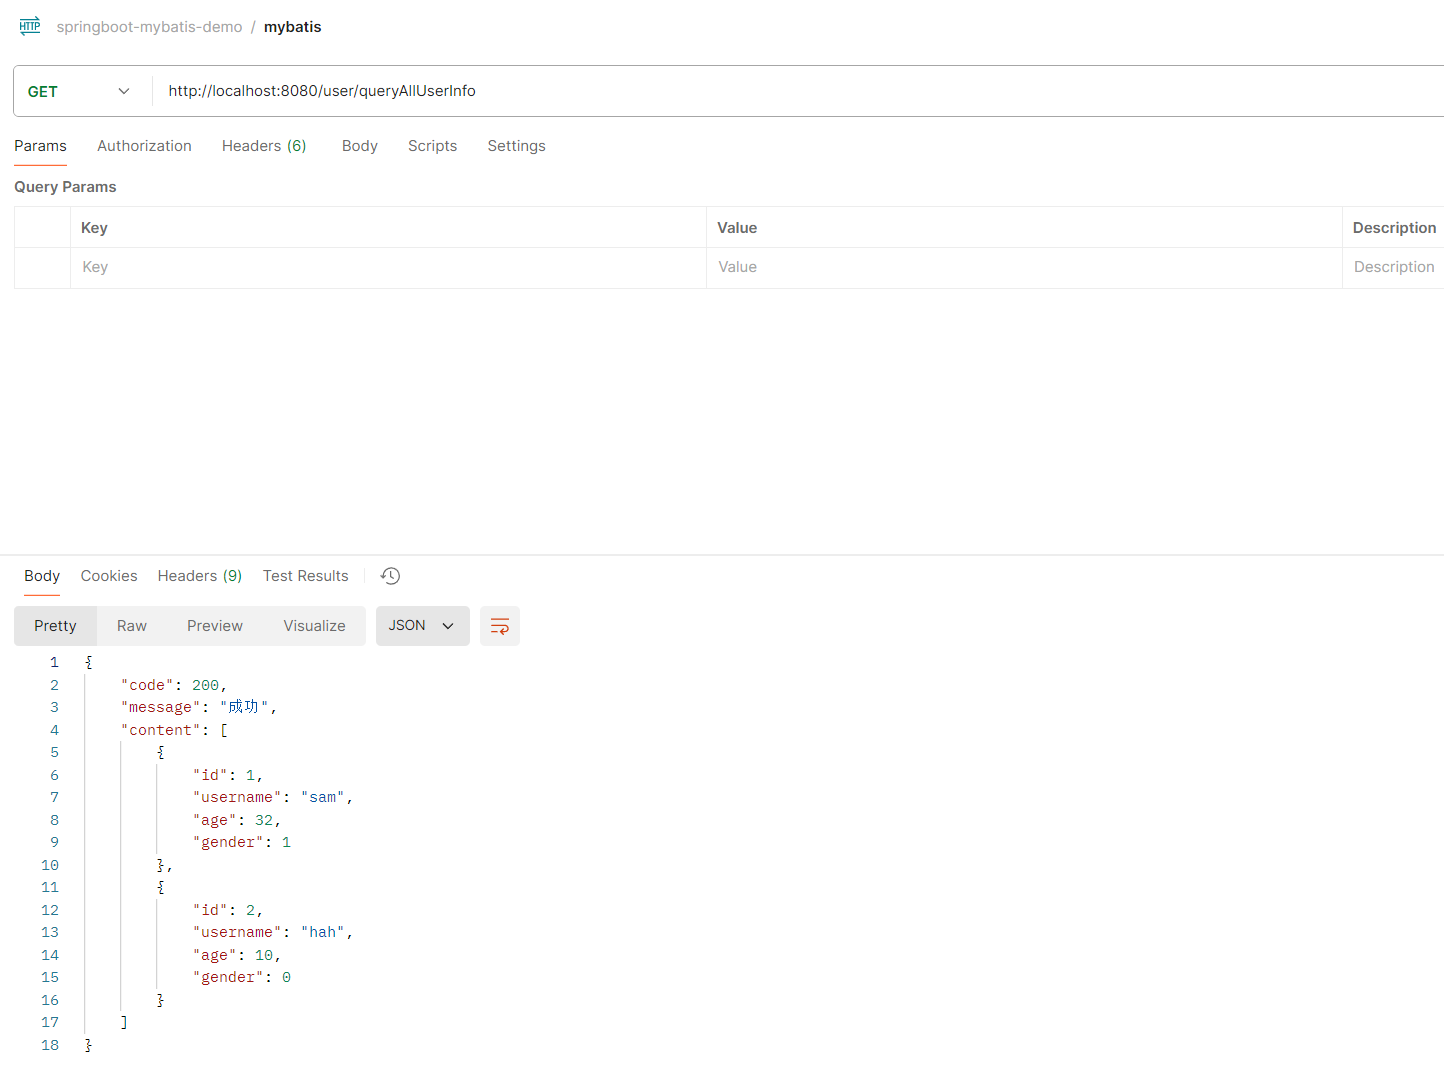 HTTP springboot-mybatis-demo / mybatis
GET http://localhost:8080/user/queryAllUserInfo
Params Authorization Headers (6) Body Scripts Settings
Query Params
Key Value Description
Key Value Description
Body Cookies Headers (9) Test Results
Pretty Raw Preview Visualize JSON
1 {
2 "code": 200,
3 "message": "成功",
4 "content": [
5 {
6 "id": 1,
7 "username": "sam",
8 "age": 32,
9 "gender": 1
10 },
11 {
12 "id": 2,
13 "username": "hah",
14 "age": 10,
15 "gender": 0
16 }
17 ]
18 }